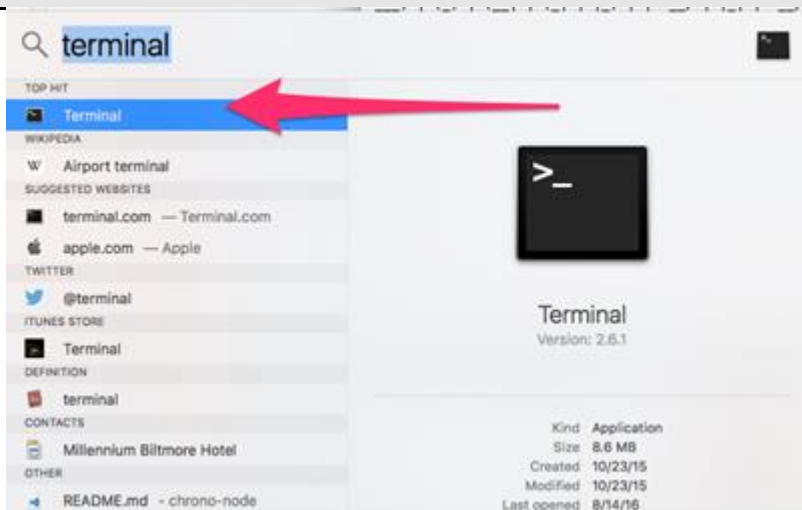 terminal
TOP HIT
Terminal
WIKIPEDIA
W Airport terminal
SUGGESTED WEBSITES
terminal.com — Terminal.com
apple.com — Apple
TWITTER
@terminal
ITUNES STORE
Terminal
DEFINITION
terminal
CONTACTS
Millennium Biltmore Hotel
OTHER
README.md - chrono-node
>_
Terminal
Version: 2.6.1
Kind Application
Size 8.6 MB
Created 10/23/15
Modified 10/23/15
Last opened 8/14/16